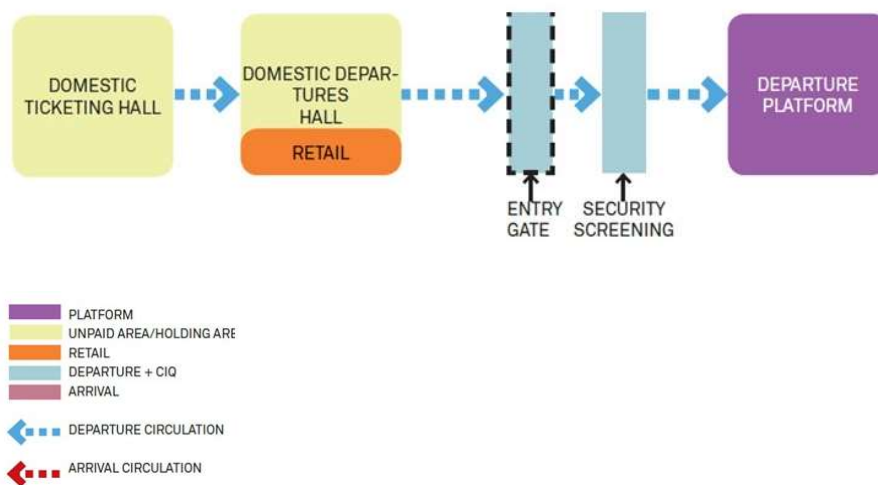 DOMESTIC
TICKETING HALL
DOMESTIC DEPAR-
TURES
HALL
RETAIL
DEPARTURE
PLATFORM
ENTRY
GATE
SECURITY
SCREENING
PLATFORM
UNPAID AREA/HOLDING ARE
RETAIL
DEPARTURE + CIQ
ARRIVAL
DEPARTURE CIRCULATION
ARRIVAL CIRCULATION